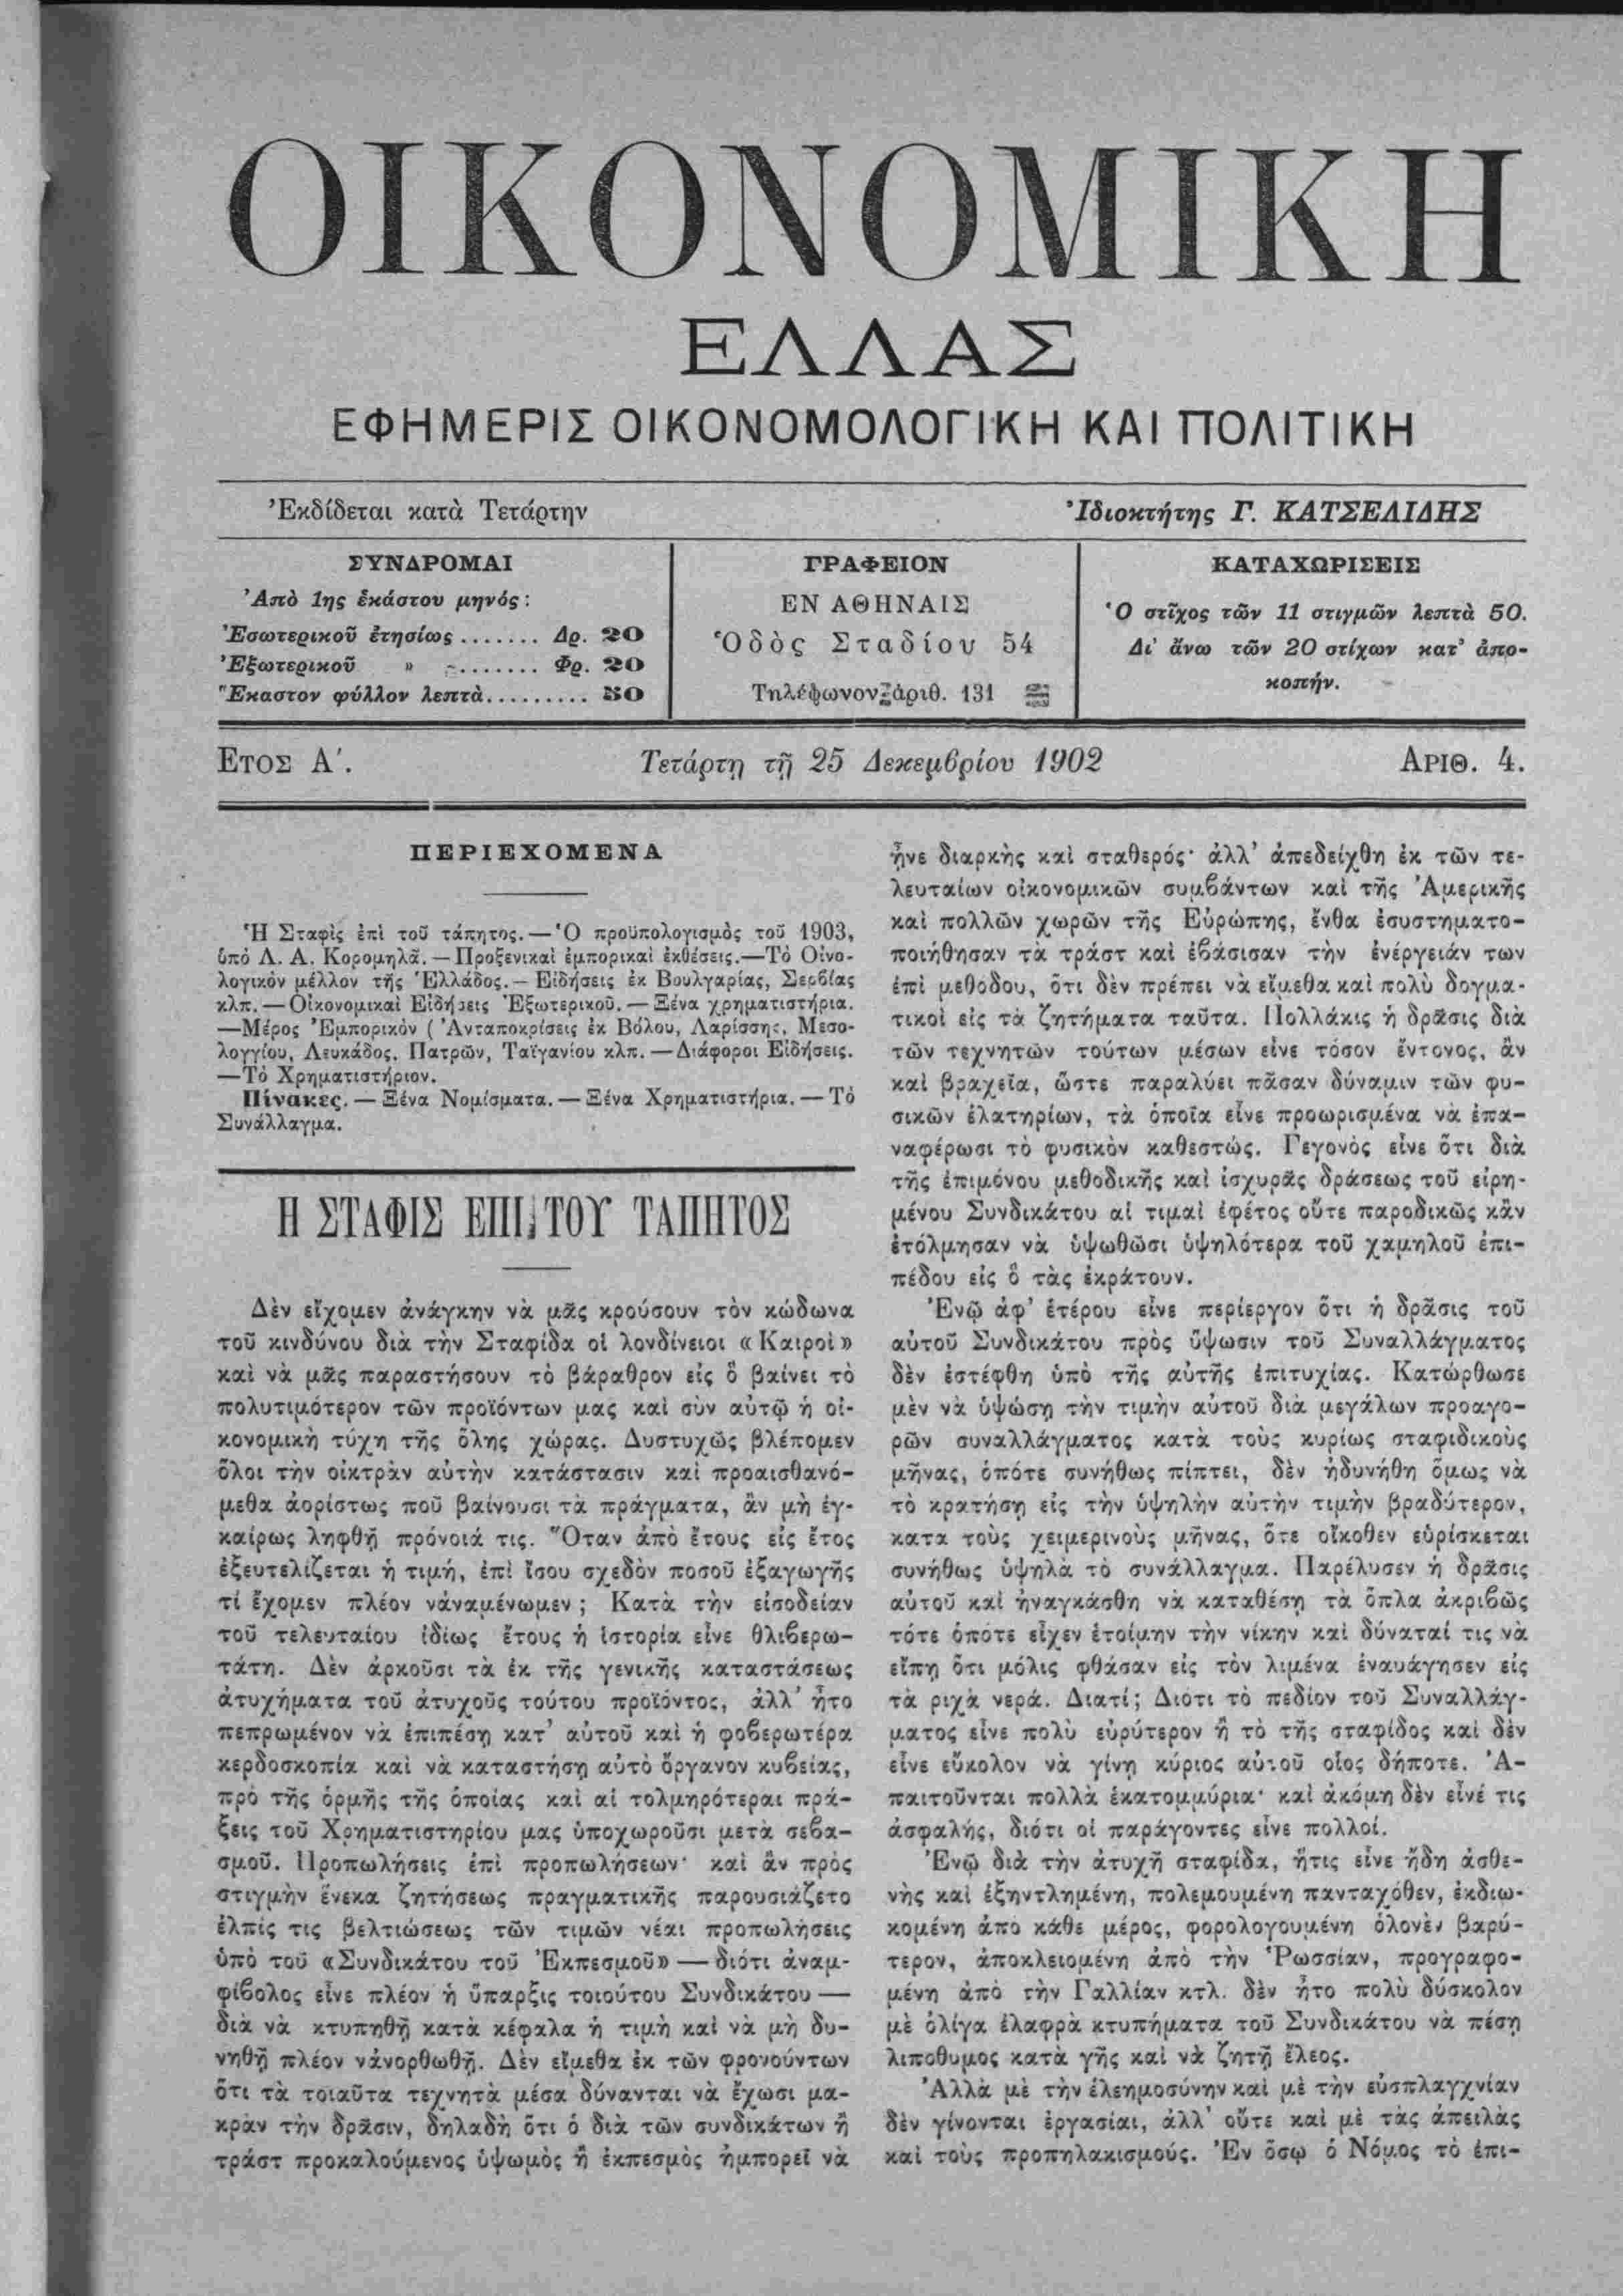 ΟΙΚΟΝΟΜΙΚΗ
ΕΛΛΑΣ
ΕΦΗΜΕΡΙΣ ΟΙΚΟΝΟΜΟΛΟΓΙΚΗ ΚΑΙ ΠΟΛΙΤΙΚΗ
Ἐκδίδεται κατὰ Τετάρτην
Ἰδιοκτήτης Γ. ΚΑΤΣΕΛΙΔΗΣ
ΣΥΝΔΡΟΜΑΙ
Ἀπὸ 1ης ἑκάστου μηνός:
Ἐσωτερικοῦ ἐτησίως ....... Δρ. 20
Ἐξωτερικοῦ » ........ Φρ. 20
Ἕκαστον φύλλον λεπτὰ......... 50
ΓΡΑΦΕΙΟΝ
ΕΝ ΑΘΗΝΑΙΣ
Ὁδὸς Σταδίου 54
Τηλέφωνον ἀριθ. 131
ΚΑΤΑΧΩΡΙΣΕΙΣ
Ὁ στῖχος τῶν 11 στιγμῶν λεπτὰ 50.
Δι' ἄνω τῶν 20 στίχων κατ' ἀπο-
κοπήν.
ΕΤΟΣ Α΄.
Τετάρτῃ τῇ 25 Δεκεμβρίου 1902
ΑΡΙΘ. 4.
ΠΕΡΙΕΧΟΜΕΝΑ
Ἡ Σταφὶς ἐπὶ τοῦ τάπητος.—Ὁ προϋπολογισμὸς τοῦ 1903,
ὑπὸ Λ. Α. Κορομηλᾶ.—Προξενικαὶ ἐμπορικαὶ ἐκθέσεις.—Τὸ Οἰνο-
λογικὸν μέλλον τῆς Ἑλλάδος.—Εἰδήσεις ἐκ Βουλγαρίας, Σερβίας
κλπ.—Οἰκονομικαὶ Εἰδήσεις Ἐξωτερικοῦ.—Ξένα χρηματιστήρια.
—Μέρος Ἐμπορικόν (Ἀνταποκρίσεις ἐκ Βόλου, Λαρίσσης, Μεσο-
λογγίου, Λευκάδος, Πατρῶν, Ταϊγανίου κλπ.—Διάφοροι Εἰδήσεις.
—Τὸ Χρηματιστήριον.
Πίνακες.—Ξένα Νομίσματα.—Ξένα Χρηματιστήρια.—Τὸ
Συνάλλαγμα.
Η ΣΤΑΦΙΣ ΕΠΙ ΤΟΥ ΤΑΠΗΤΟΣ
Δὲν εἴχομεν ἀνάγκην νὰ μᾶς κρούσουν τὸν κώδωνα
τοῦ κινδύνου διὰ τὴν Σταφίδα οἱ λονδίνειοι «Καιροὶ»
καὶ νὰ μᾶς παραστήσουν τὸ βάραθρον εἰς ὃ βαίνει τὸ
πολυτιμότερον τῶν προϊόντων μας καὶ σὺν αὐτῷ ἡ οἰ-
κονομικὴ τύχη τῆς ὅλης χώρας. Δυστυχῶς βλέπομεν
ὅλοι τὴν οἰκτρὰν αὐτὴν κατάστασιν καὶ προαισθανό-
μεθα ἀορίστως ποῦ βαίνουσι τὰ πράγματα, ἂν μὴ ἐγ-
καίρως ληφθῇ πρόνοιά τις. Ὅταν ἀπὸ ἔτους εἰς ἔτος
ἐξευτελίζεται ἡ τιμή, ἐπὶ ἴσου σχεδὸν ποσοῦ ἐξαγωγῆς
τί ἔχομεν πλέον νἀναμένωμεν; Κατὰ τὴν εἰσοδείαν
τοῦ τελευταίου ἰδίως ἔτους ἡ ἱστορία εἶνε θλιβερω-
τάτη. Δὲν ἀρκοῦσι τὰ ἐκ τῆς γενικῆς καταστάσεως
ἀτυχήματα τοῦ ἀτυχοῦς τούτου προϊόντος, ἀλλ' ἦτο
πεπρωμένον νὰ ἐπιπέσῃ κατ' αὐτοῦ καὶ ἡ φοβερωτέρα
κερδοσκοπία καὶ νὰ καταστήσῃ αὐτὸ ὄργανον κυβείας,
πρὸ τῆς ὁρμῆς τῆς ὁποίας καὶ αἱ τολμηρότεραι πρά-
ξεις τοῦ Χρηματιστηρίου μας ὑποχωροῦσι μετὰ σεβα-
σμοῦ. Προπωλήσεις ἐπὶ προπωλήσεων· καὶ ἂν πρὸς
στιγμὴν ἕνεκα ζητήσεως πραγματικῆς παρουσιάζετο
ἐλπίς τις βελτιώσεως τῶν τιμῶν νέαι προπωλήσεις
ὑπὸ τοῦ «Συνδικάτου τοῦ Ἐκπεσμοῦ»—διότι ἀναμ-
φίβολος εἶνε πλέον ἡ ὕπαρξις τοιούτου Συνδικάτου—
διὰ νὰ κτυπηθῇ κατὰ κέφαλα ἡ τιμὴ καὶ νὰ μὴ δυ-
νηθῇ πλέον νἀνορθωθῇ. Δὲν εἴμεθα ἐκ τῶν φρονούντων
ὅτι τὰ τοιαῦτα τεχνητὰ μέσα δύνανται νὰ ἔχωσι μα-
κρὰν τὴν δρᾶσιν, δηλαδὴ ὅτι ὁ διὰ τῶν συνδικάτων ἢ
τράστ προκαλούμενος ὑψωμὸς ἢ ἐκπεσμὸς ἠμπορεῖ νὰ
ᾖνε διαρκὴς καὶ σταθερός· ἀλλ' ἀπεδείχθη ἐκ τῶν τε-
λευταίων οἰκονομικῶν συμβάντων καὶ τῆς Ἀμερικῆς
καὶ πολλῶν χωρῶν τῆς Εὐρώπης, ἔνθα ἐσυστηματο-
ποιήθησαν τὰ τράστ καὶ ἐβάσισαν τὴν ἐνέργειάν των
ἐπὶ μεθόδου, ὅτι δὲν πρέπει νὰ εἴμεθα καὶ πολὺ δογμα-
τικοὶ εἰς τὰ ζητήματα ταῦτα. Πολλάκις ἡ δρᾶσις διὰ
τῶν τεχνητῶν τούτων μέσων εἶνε τόσον ἔντονος, ἂν
καὶ βραχεῖα, ὥστε παραλύει πᾶσαν δύναμιν τῶν φυ-
σικῶν ἐλατηρίων, τὰ ὁποῖα εἶνε προωρισμένα νὰ ἐπα-
ναφέρωσι τὸ φυσικὸν καθεστώς. Γεγονὸς εἶνε ὅτι διὰ
τῆς ἐπιμόνου μεθοδικῆς καὶ ἰσχυρᾶς δράσεως τοῦ εἰρη-
μένου Συνδικάτου αἱ τιμαὶ ἐφέτος οὔτε παροδικῶς κἂν
ἐτόλμησαν νὰ ὑψωθῶσι ὑψηλότερα τοῦ χαμηλοῦ ἐπι-
πέδου εἰς ὃ τὰς ἐκράτουν.
Ἐνῷ ἀφ' ἑτέρου εἶνε περίεργον ὅτι ἡ δρᾶσις τοῦ
αὐτοῦ Συνδικάτου πρὸς ὕψωσιν τοῦ Συναλλάγματος
δὲν ἐστέφθη ὑπὸ τῆς αὐτῆς ἐπιτυχίας. Κατώρθωσε
μὲν νὰ ὑψώσῃ τὴν τιμὴν αὐτοῦ διὰ μεγάλων προαγο-
ρῶν συναλλάγματος κατὰ τοὺς κυρίως σταφιδικοὺς
μῆνας, ὁπότε συνήθως πίπτει, δὲν ἠδυνήθη ὅμως νὰ
τὸ κρατήσῃ εἰς τὴν ὑψηλὴν αὐτὴν τιμὴν βραδύτερον,
κατα τοὺς χειμερινοὺς μῆνας, ὅτε οἴκοθεν εὑρίσκεται
συνήθως ὑψηλὰ τὸ συνάλλαγμα. Παρέλυσεν ἡ δρᾶσις
αὐτοῦ καὶ ἠναγκάσθη νὰ καταθέσῃ τὰ ὅπλα ἀκριβῶς
τότε ὁπότε εἶχεν ἑτοίμην τὴν νίκην καὶ δύναταί τις νὰ
εἴπῃ ὅτι μόλις φθάσαν εἰς τὸν λιμένα ἐναυάγησεν εἰς
τὰ ριχὰ νερά. Διατί; Διότι τὸ πεδίον τοῦ Συναλλάγ-
ματος εἶνε πολὺ εὐρύτερον ἢ τὸ τῆς σταφίδος καὶ δὲν
εἶνε εὔκολον νὰ γίνῃ κύριος αὐτοῦ οἷος δήποτε. Ἀ-
παιτοῦνται πολλὰ ἑκατομμύρια· καὶ ἀκόμη δὲν εἶνέ τις
ἀσφαλής, διότι οἱ παράγοντες εἶνε πολλοί.
Ἐνῷ διὰ τὴν ἀτυχῆ σταφίδα, ἥτις εἶνε ἤδη ἀσθε-
νὴς καὶ ἐξηντλημένη, πολεμουμένη πανταχόθεν, ἐκδιω-
κομένη ἀπὸ κάθε μέρος, φορολογουμένη ὁλονὲν βαρύ-
τερον, ἀποκλειομένη ἀπὸ τὴν Ῥωσσίαν, προγραφο-
μένη ἀπὸ τὴν Γαλλίαν κτλ. δὲν ἦτο πολὺ δύσκολον
μὲ ὀλίγα ἐλαφρὰ κτυπήματα τοῦ Συνδικάτου νὰ πέσῃ
λιποθυμος κατὰ γῆς καὶ νὰ ζητῇ ἔλεος.
Ἀλλὰ μὲ τὴν ἐλεημοσύνην καὶ μὲ τὴν εὐσπλαγχνίαν
δὲν γίνονται ἐργασίαι, ἀλλ' οὔτε καὶ μὲ τὰς ἀπειλὰς
καὶ τοὺς προπηλακισμούς. Ἐν ὅσῳ ὁ Νόμος τὸ ἐπι-